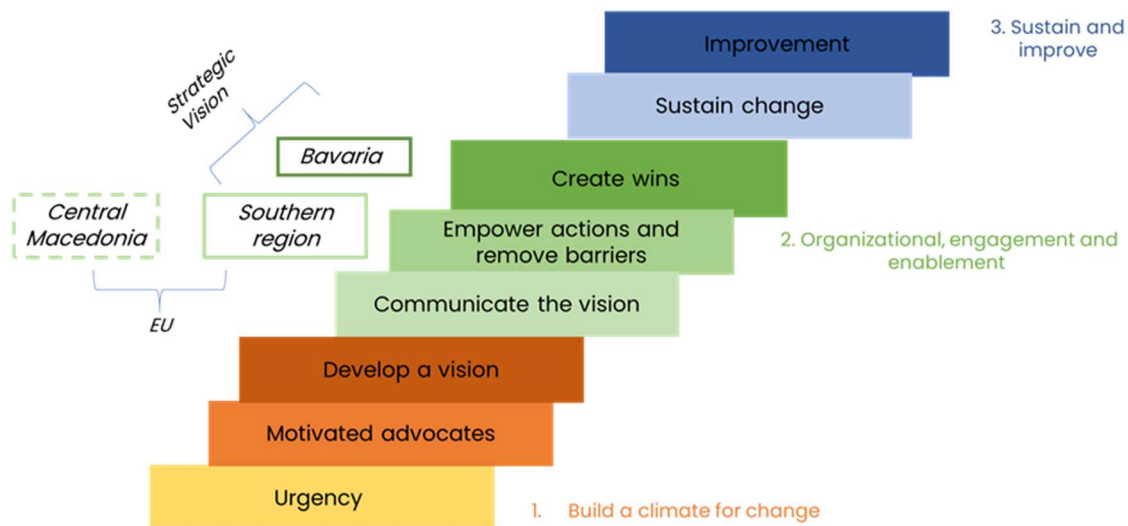 Improvement
3. Sustain and
improve
Sustain change
Strategic
Vision
Bavaria
Create wins
Central
Macedonia
Southern
region
Empower actions and
remove barriers
2. Organizational, engagement and
enablement
Communicate the vision
EU
Develop a vision
Motivated advocates
Urgency
1. Build a climate for change